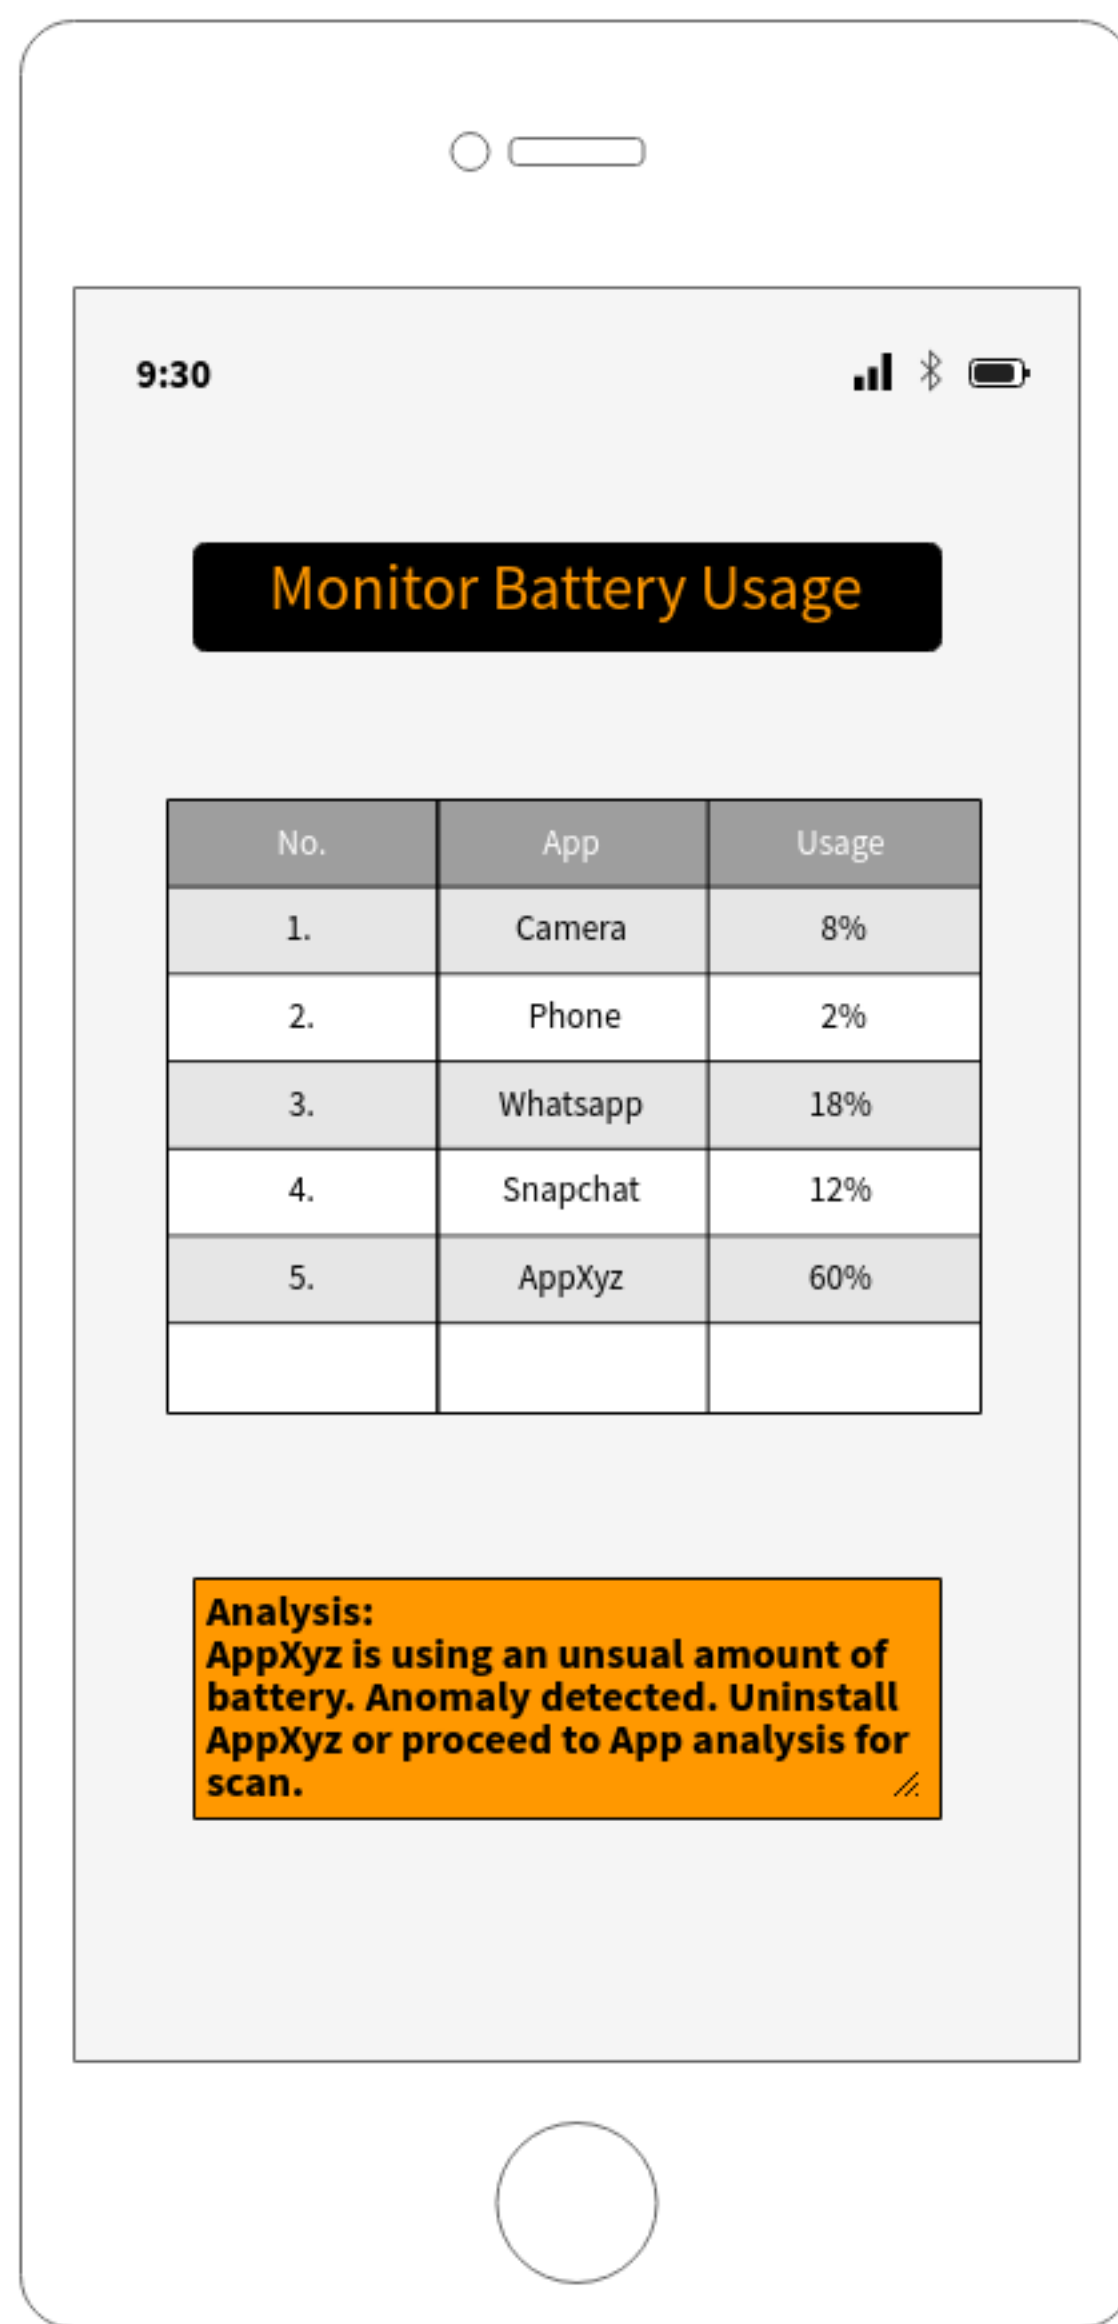 9:30
Monitor Battery Usage
No. App Usage
1. Camera 8%
2. Phone 2%
3. Whatsapp 18%
4. Snapchat 12%
5. AppXyz 60%
Analysis:
AppXyz is using an unsual amount of
battery. Anomaly detected. Uninstall
AppXyz or proceed to App analysis for
scan.